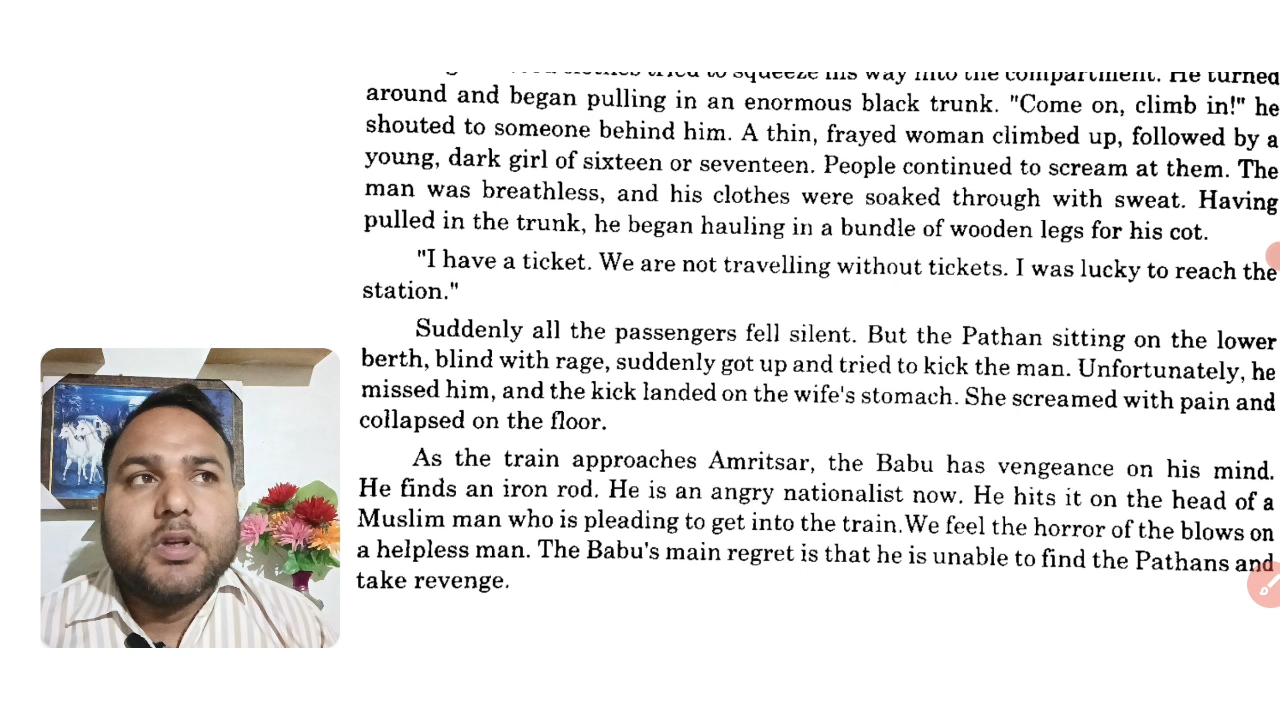 tried to squeeze his way into the compartment. He turned
around and began pulling in an enormous black trunk. "Come on, climb in!" he
shouted to someone behind him. A thin, frayed woman climbed up, followed by a
young, dark girl of sixteen or seventeen. People continued to scream at them. The
man was breathless, and his clothes were soaked through with sweat. Having
pulled in the trunk, he began hauling in a bundle of wooden legs for his cot.
"I have a ticket. We are not travelling without tickets. I was lucky to reach the
station."
Suddenly all the passengers fell silent. But the Pathan sitting on the lower
berth, blind with rage, suddenly got up and tried to kick the man. Unfortunately, he
missed him, and the kick landed on the wife's stomach. She screamed with pain and
collapsed on the floor.
As the train approaches Amritsar, the Babu has vengeance on his mind.
He finds an iron rod. He is an angry nationalist now. He hits it on the head of a
Muslim man who is pleading to get into the train.We feel the horror of the blows on
a helpless man. The Babu's main regret is that he is unable to find the Pathans and
take revenge.